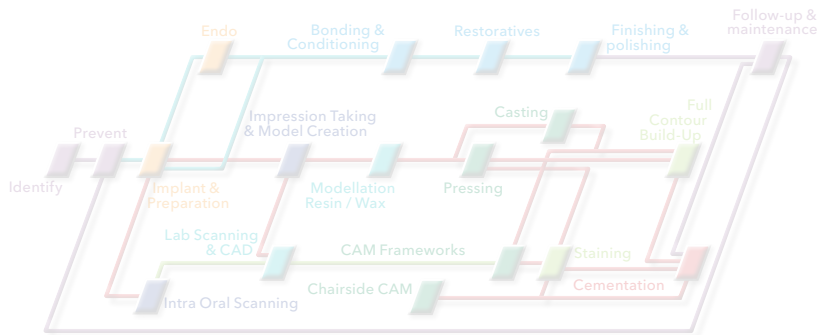 Follow-up &
maintenance
Endo
Bonding &
Conditioning
Restoratives
Finishing &
polishing
Full
Contour
Build-Up
Casting
Impression Taking
& Model Creation
Prevent
Identify
Implant &
Preparation
Modellation
Resin / Wax
Pressing
Lab Scanning
& CAD
CAM Frameworks
Staining
Chairside CAM
Cementation
Intra Oral Scanning